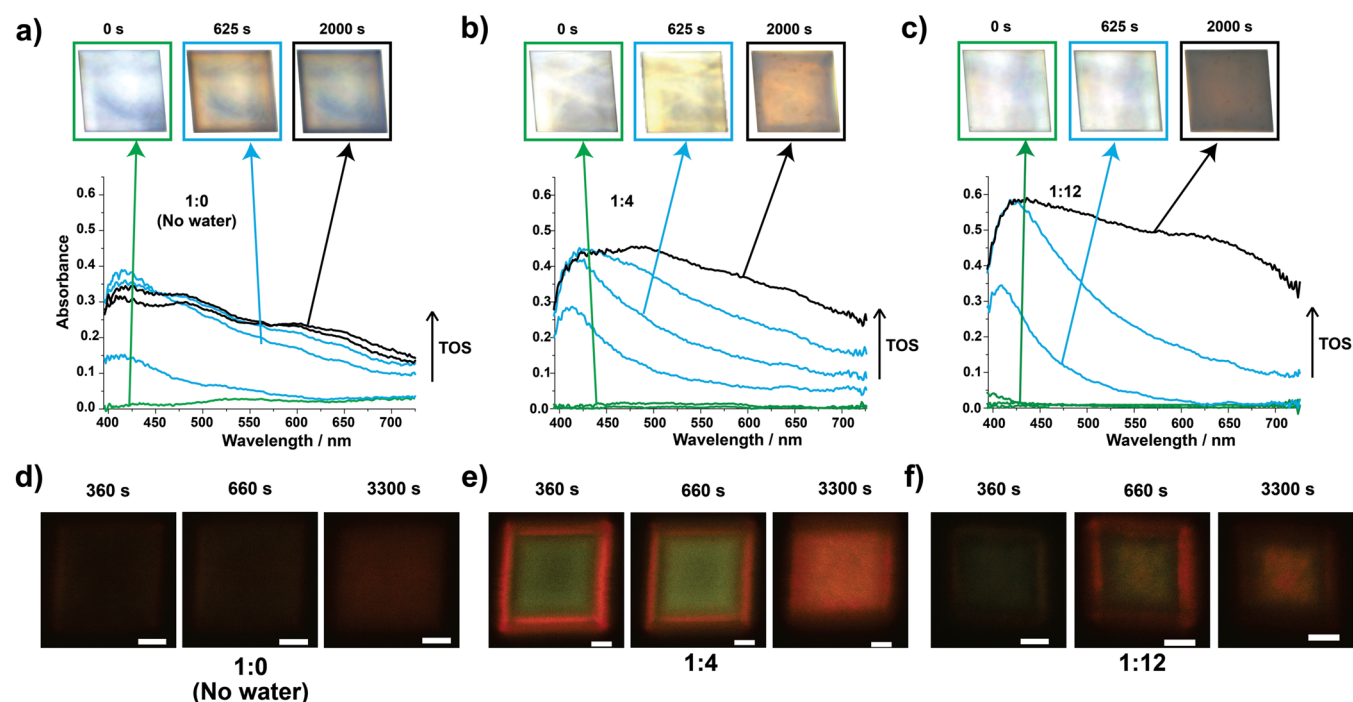 a)
0 s 625 s 2000 s
1:0
(No water)
0.6
0.5
0.4
0.3
0.2
0.1
0.0
Absorbance
TOS
400 450 500 550 600 650 700
Wavelength / nm
b)
0 s 625 s 2000 s
1:4
0.6
0.5
0.4
0.3
0.2
0.1
0.0
TOS
400 450 500 550 600 650 700
Wavelength / nm
c)
0 s 625 s 2000 s
1:12
0.6
0.5
0.4
0.3
0.2
0.1
0.0
TOS
400 450 500 550 600 650 700
Wavelength / nm
d)
360 s 660 s 3300 s
1:0
(No water)
e)
360 s 660 s 3300 s
1:4
f)
360 s 660 s 3300 s
1:12